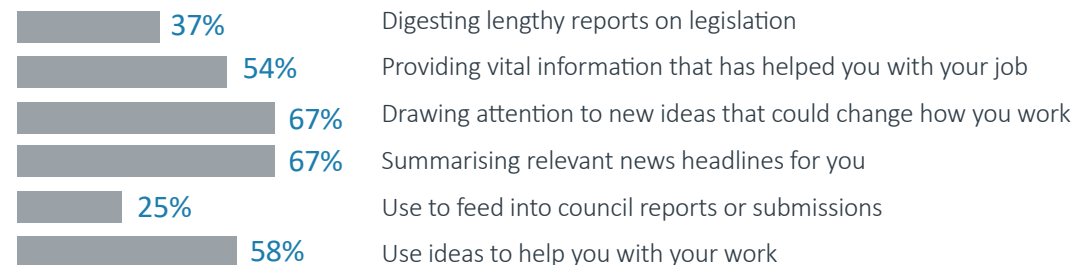 37% Digesting lengthy reports on legislation
54% Providing vital information that has helped you with your job
67% Drawing attention to new ideas that could change how you work
67% Summarising relevant news headlines for you
25% Use to feed into council reports or submissions
58% Use ideas to help you with your work